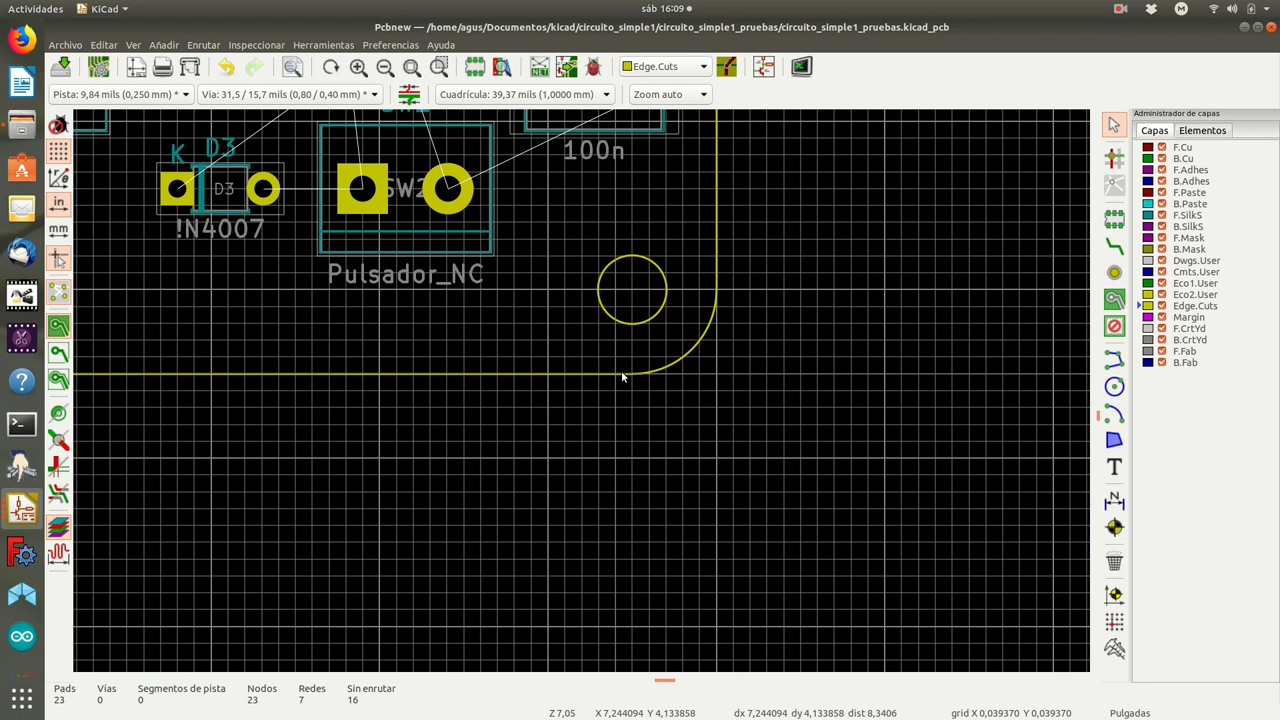 Actividades KiCad sáb 16:09
Pcbnew — /home/agus/Documentos/kicad/circuito_simple1/circuito_simple1_pruebas/circuito_simple1_pruebas.kicad_pcb
Archivo Editar Ver Añadir Enrutar Inspeccionar Herramientas Preferencias Ayuda
Edge.Cuts
Pista: 9,84 mils (0,250 mm) * Via: 31,5 / 15,7 mils (0,80 / 0,40 mm) * Cuadrícula: 39,37 mils (1,0000 mm) Zoom auto
Administrador de capas
Capas Elementos
F.Cu
B.Cu
F.Adhes
B.Adhes
F.Paste
B.Paste
F.SilkS
B.SilkS
F.Mask
B.Mask
Dwgs.User
Cmts.User
Eco1.User
Eco2.User
Edge.Cuts
Margin
F.CrtYd
B.CrtYd
F.Fab
B.Fab
in
mm
K D3
100n
D3
SW2
!N4007
Pulsador_NC
T
N
NET
Pads Vías Segmentos de pista Nodos Redes Sin enrutar
23 0 0 23 7 16
Z 7,05 X 7,244094 Y 4,133858 dx 7,244094 dy 4,133858 dist 8,3406 grid X 0,039370 Y 0,039370 Pulgadas